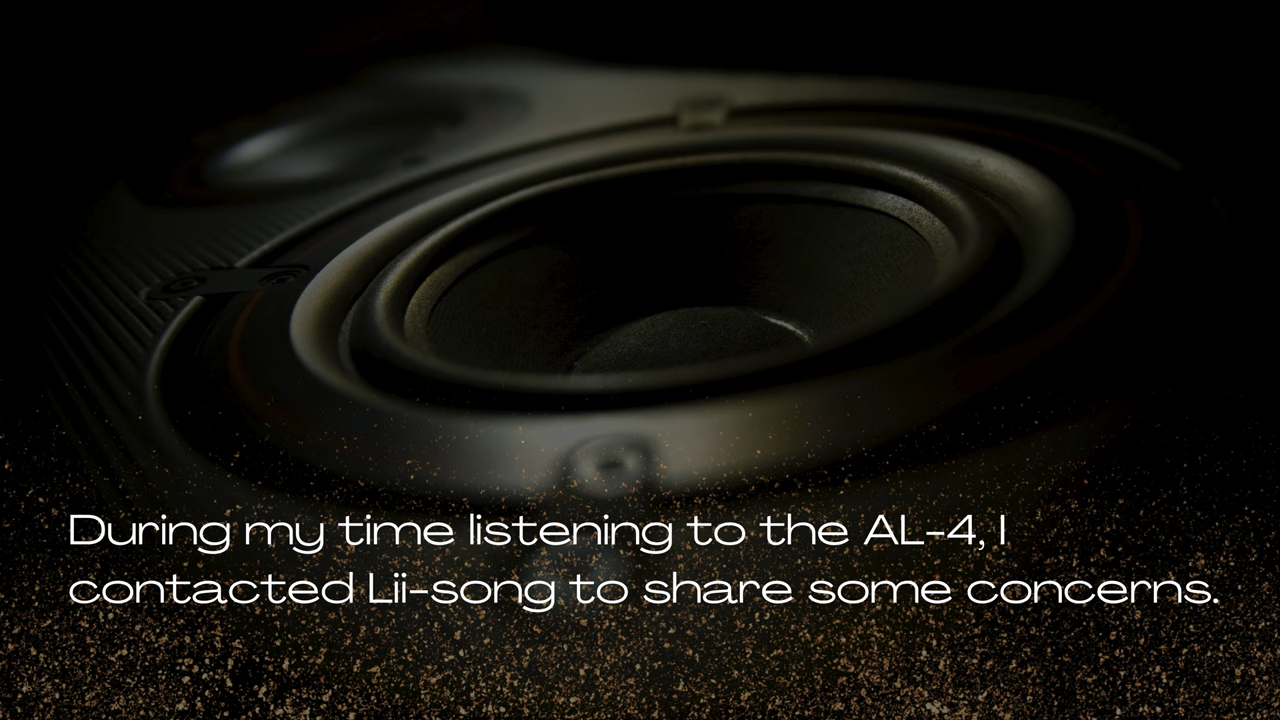 During my time listening to the AL-4, I
contacted Lii-song to share some concerns.